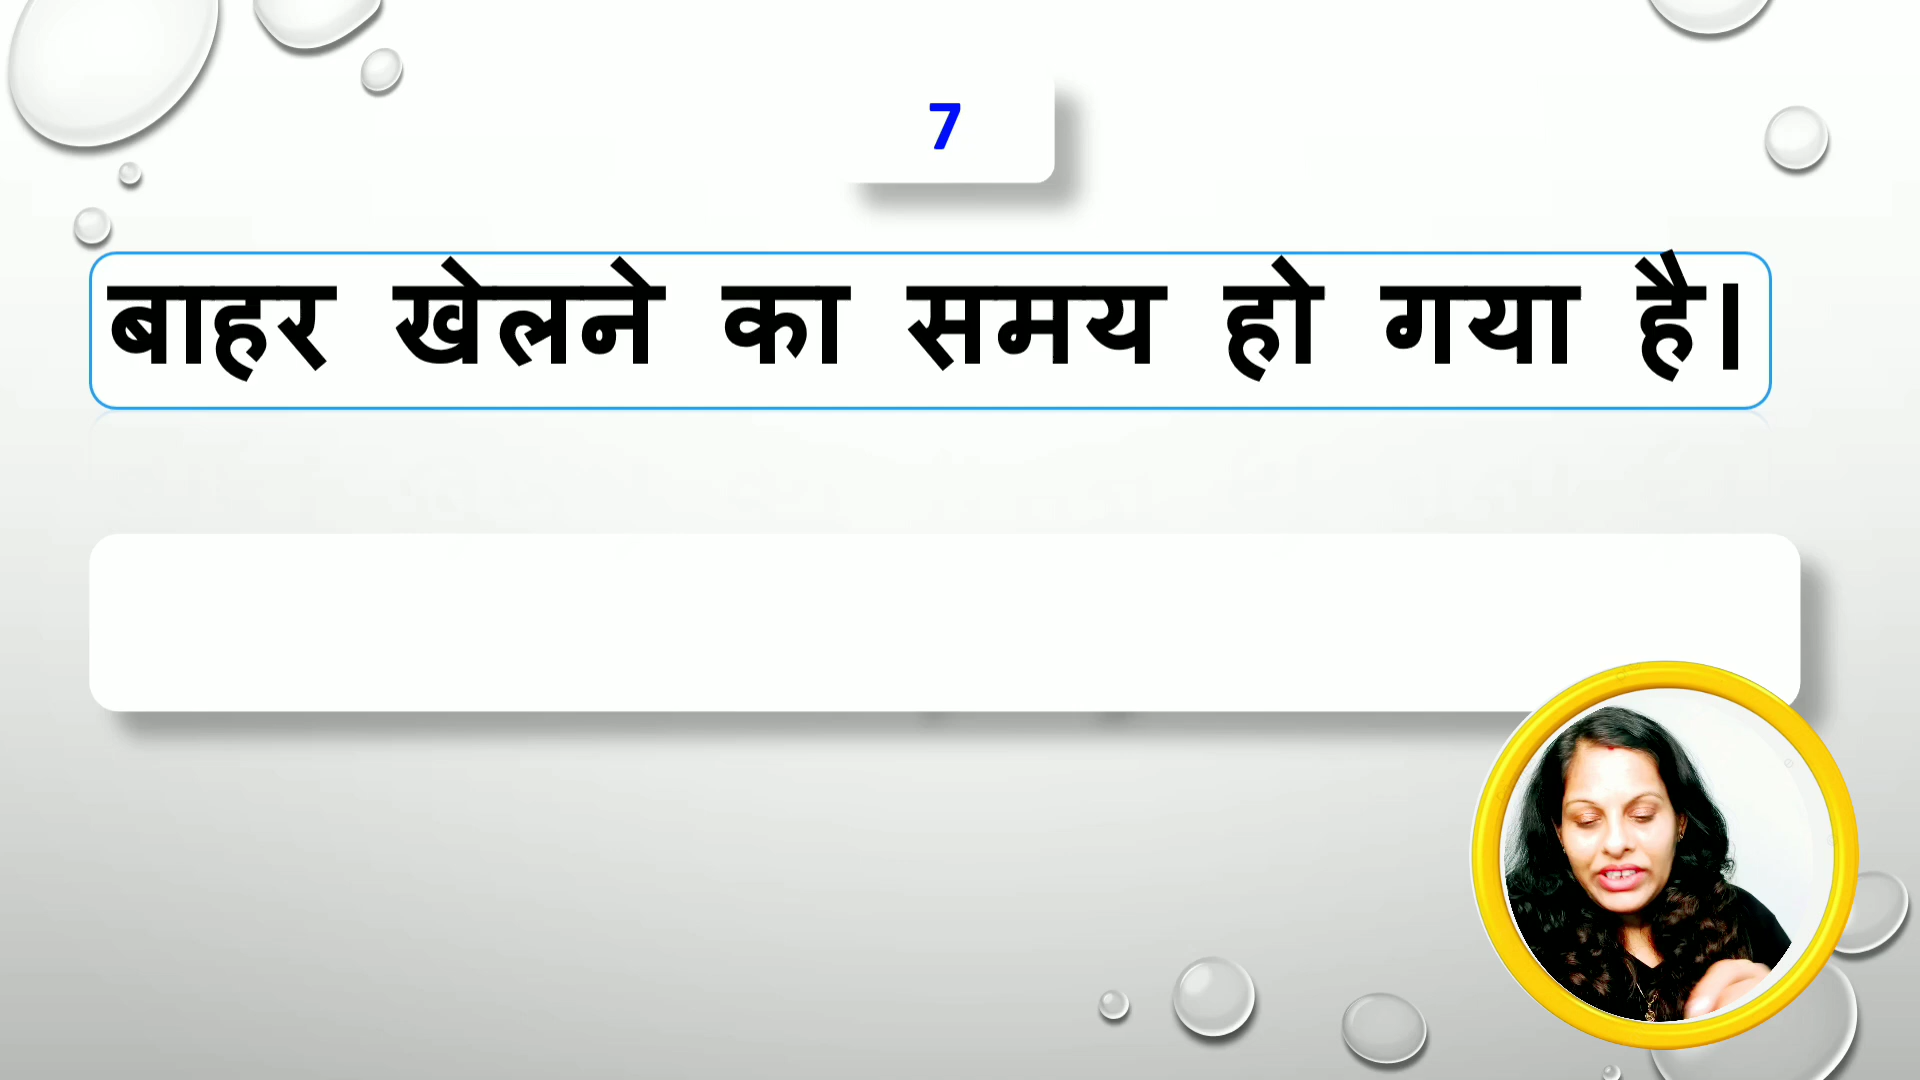 7
बाहर खेलने का समय हो गया है।